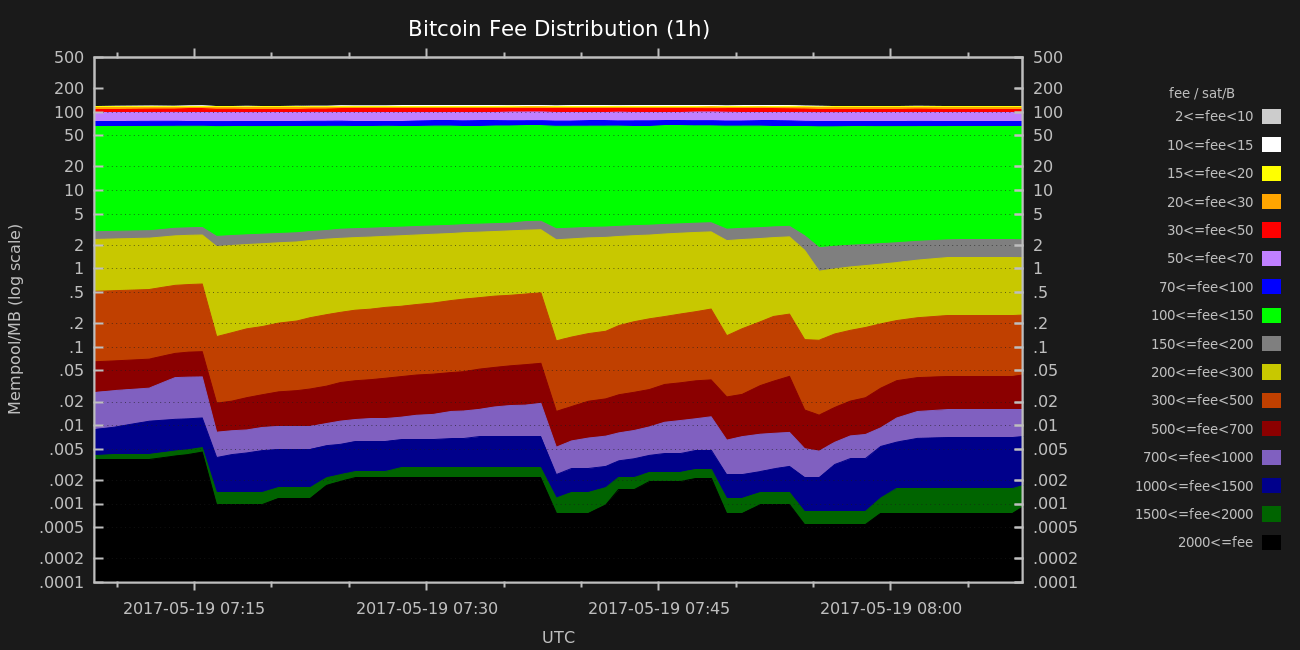 Bitcoin Fee Distribution (1h)
Mempool/MB (log scale)
500
200
100
50
20
10
5
2
1
.5
.2
.1
.05
.02
.01
.005
.002
.001
.0005
.0002
.0001
500
200
100
50
20
10
5
2
1
.5
.2
.1
.05
.02
.01
.005
.002
.001
.0005
.0002
.0001
2017-05-19 07:15
2017-05-19 07:30
2017-05-19 07:45
2017-05-19 08:00
UTC
fee / sat/B
2<=fee<10
10<=fee<15
15<=fee<20
20<=fee<30
30<=fee<50
50<=fee<70
70<=fee<100
100<=fee<150
150<=fee<200
200<=fee<300
300<=fee<500
500<=fee<700
700<=fee<1000
1000<=fee<1500
1500<=fee<2000
2000<=fee